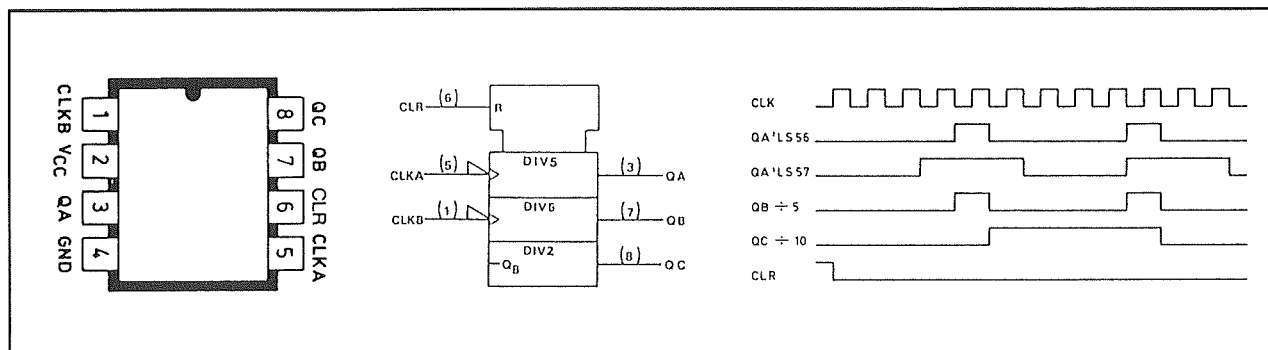 CLKB 1
VCC 2
QA 3
GND 4
8 QC
7 QB
6 CLR
5 CLKA
CLR (6) R
DIV5
CLKA (5) (3) QA
DIV6
CLKB (1) (7) QB
DIV2
QB (8) QC
CLK
QA'LS56
QA'LS57
QB ÷ 5
QC ÷ 10
CLR